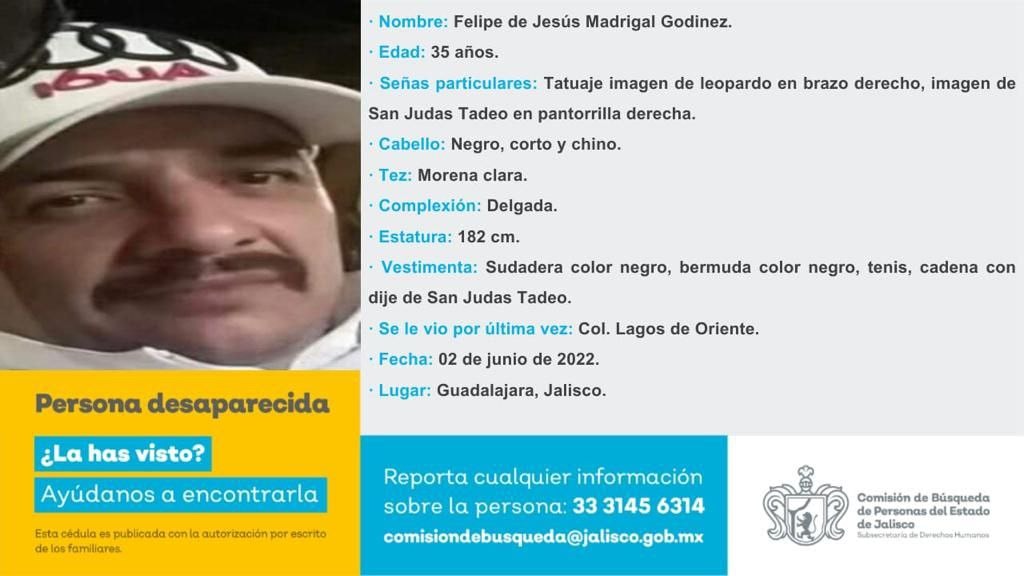 · Nombre: Felipe de Jesús Madrigal Godinez.
· Edad: 35 años.
· Señas particulares: Tatuaje imagen de leopardo en brazo derecho, imagen de
San Judas Tadeo en pantorrilla derecha.
· Cabello: Negro, corto y chino.
· Tez: Morena clara.
· Complexión: Delgada.
· Estatura: 182 cm.
· Vestimenta: Sudadera color negro, bermuda color negro, tenis, cadena con
dije de San Judas Tadeo.
· Se le vio por última vez: Col. Lagos de Oriente.
· Fecha: 02 de junio de 2022.
· Lugar: Guadalajara, Jalisco.
Persona desaparecida
¿La has visto?
Ayúdanos a encontrarla
Esta cédula es publicada con la autorización por escrito
de los familiares.
Reporta cualquier información
sobre la persona: 33 3145 6314
comisiondebusqueda@jalisco.gob.mx
Comisión de Búsqueda
de Personas del Estado
de Jalisco
Subsecretaría de Derechos Humanos